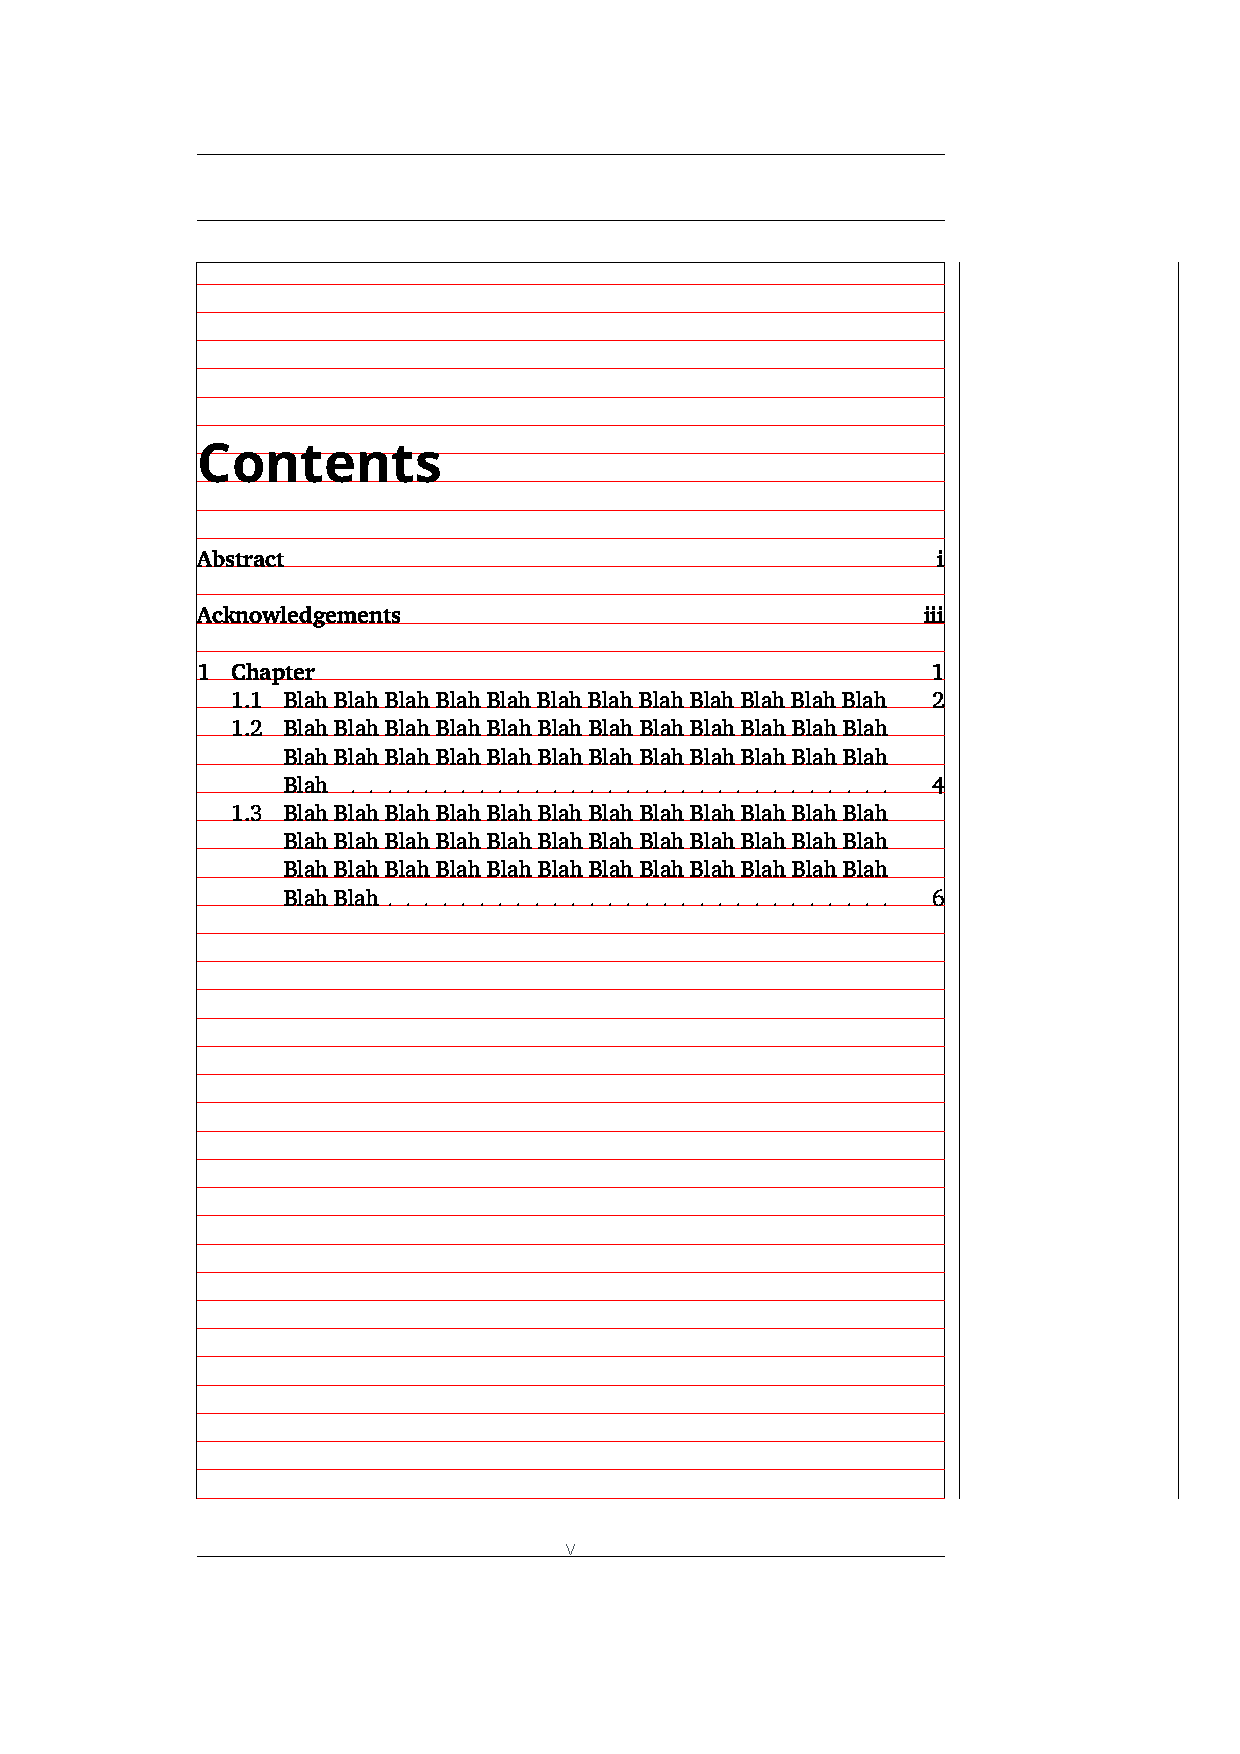 Contents
Abstract i
Acknowledgements iii
1 Chapter 1
1.1 Blah Blah Blah Blah Blah Blah Blah Blah Blah Blah Blah Blah 2
1.2 Blah Blah Blah Blah Blah Blah Blah Blah Blah Blah Blah Blah
Blah Blah Blah Blah Blah Blah Blah Blah Blah Blah Blah Blah
Blah . . . . . . . . . . . . . . . . . . . . . . . . . . . . . . 4
1.3 Blah Blah Blah Blah Blah Blah Blah Blah Blah Blah Blah Blah
Blah Blah Blah Blah Blah Blah Blah Blah Blah Blah Blah Blah
Blah Blah Blah Blah Blah Blah Blah Blah Blah Blah Blah Blah
Blah Blah . . . . . . . . . . . . . . . . . . . . . . . . . . . . 6
v